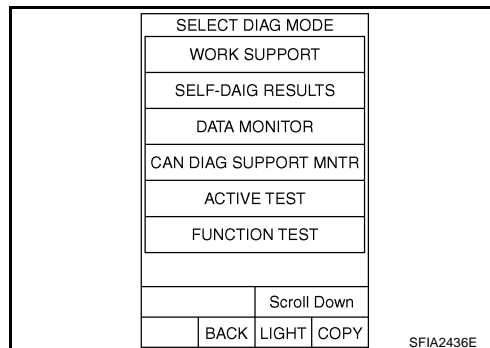 SELECT DIAG MODE
WORK SUPPORT
SELF-DAIG RESULTS
DATA MONITOR
CAN DIAG SUPPORT MNTR
ACTIVE TEST
FUNCTION TEST
Scroll Down
BACK LIGHT COPY
SFIA2436E